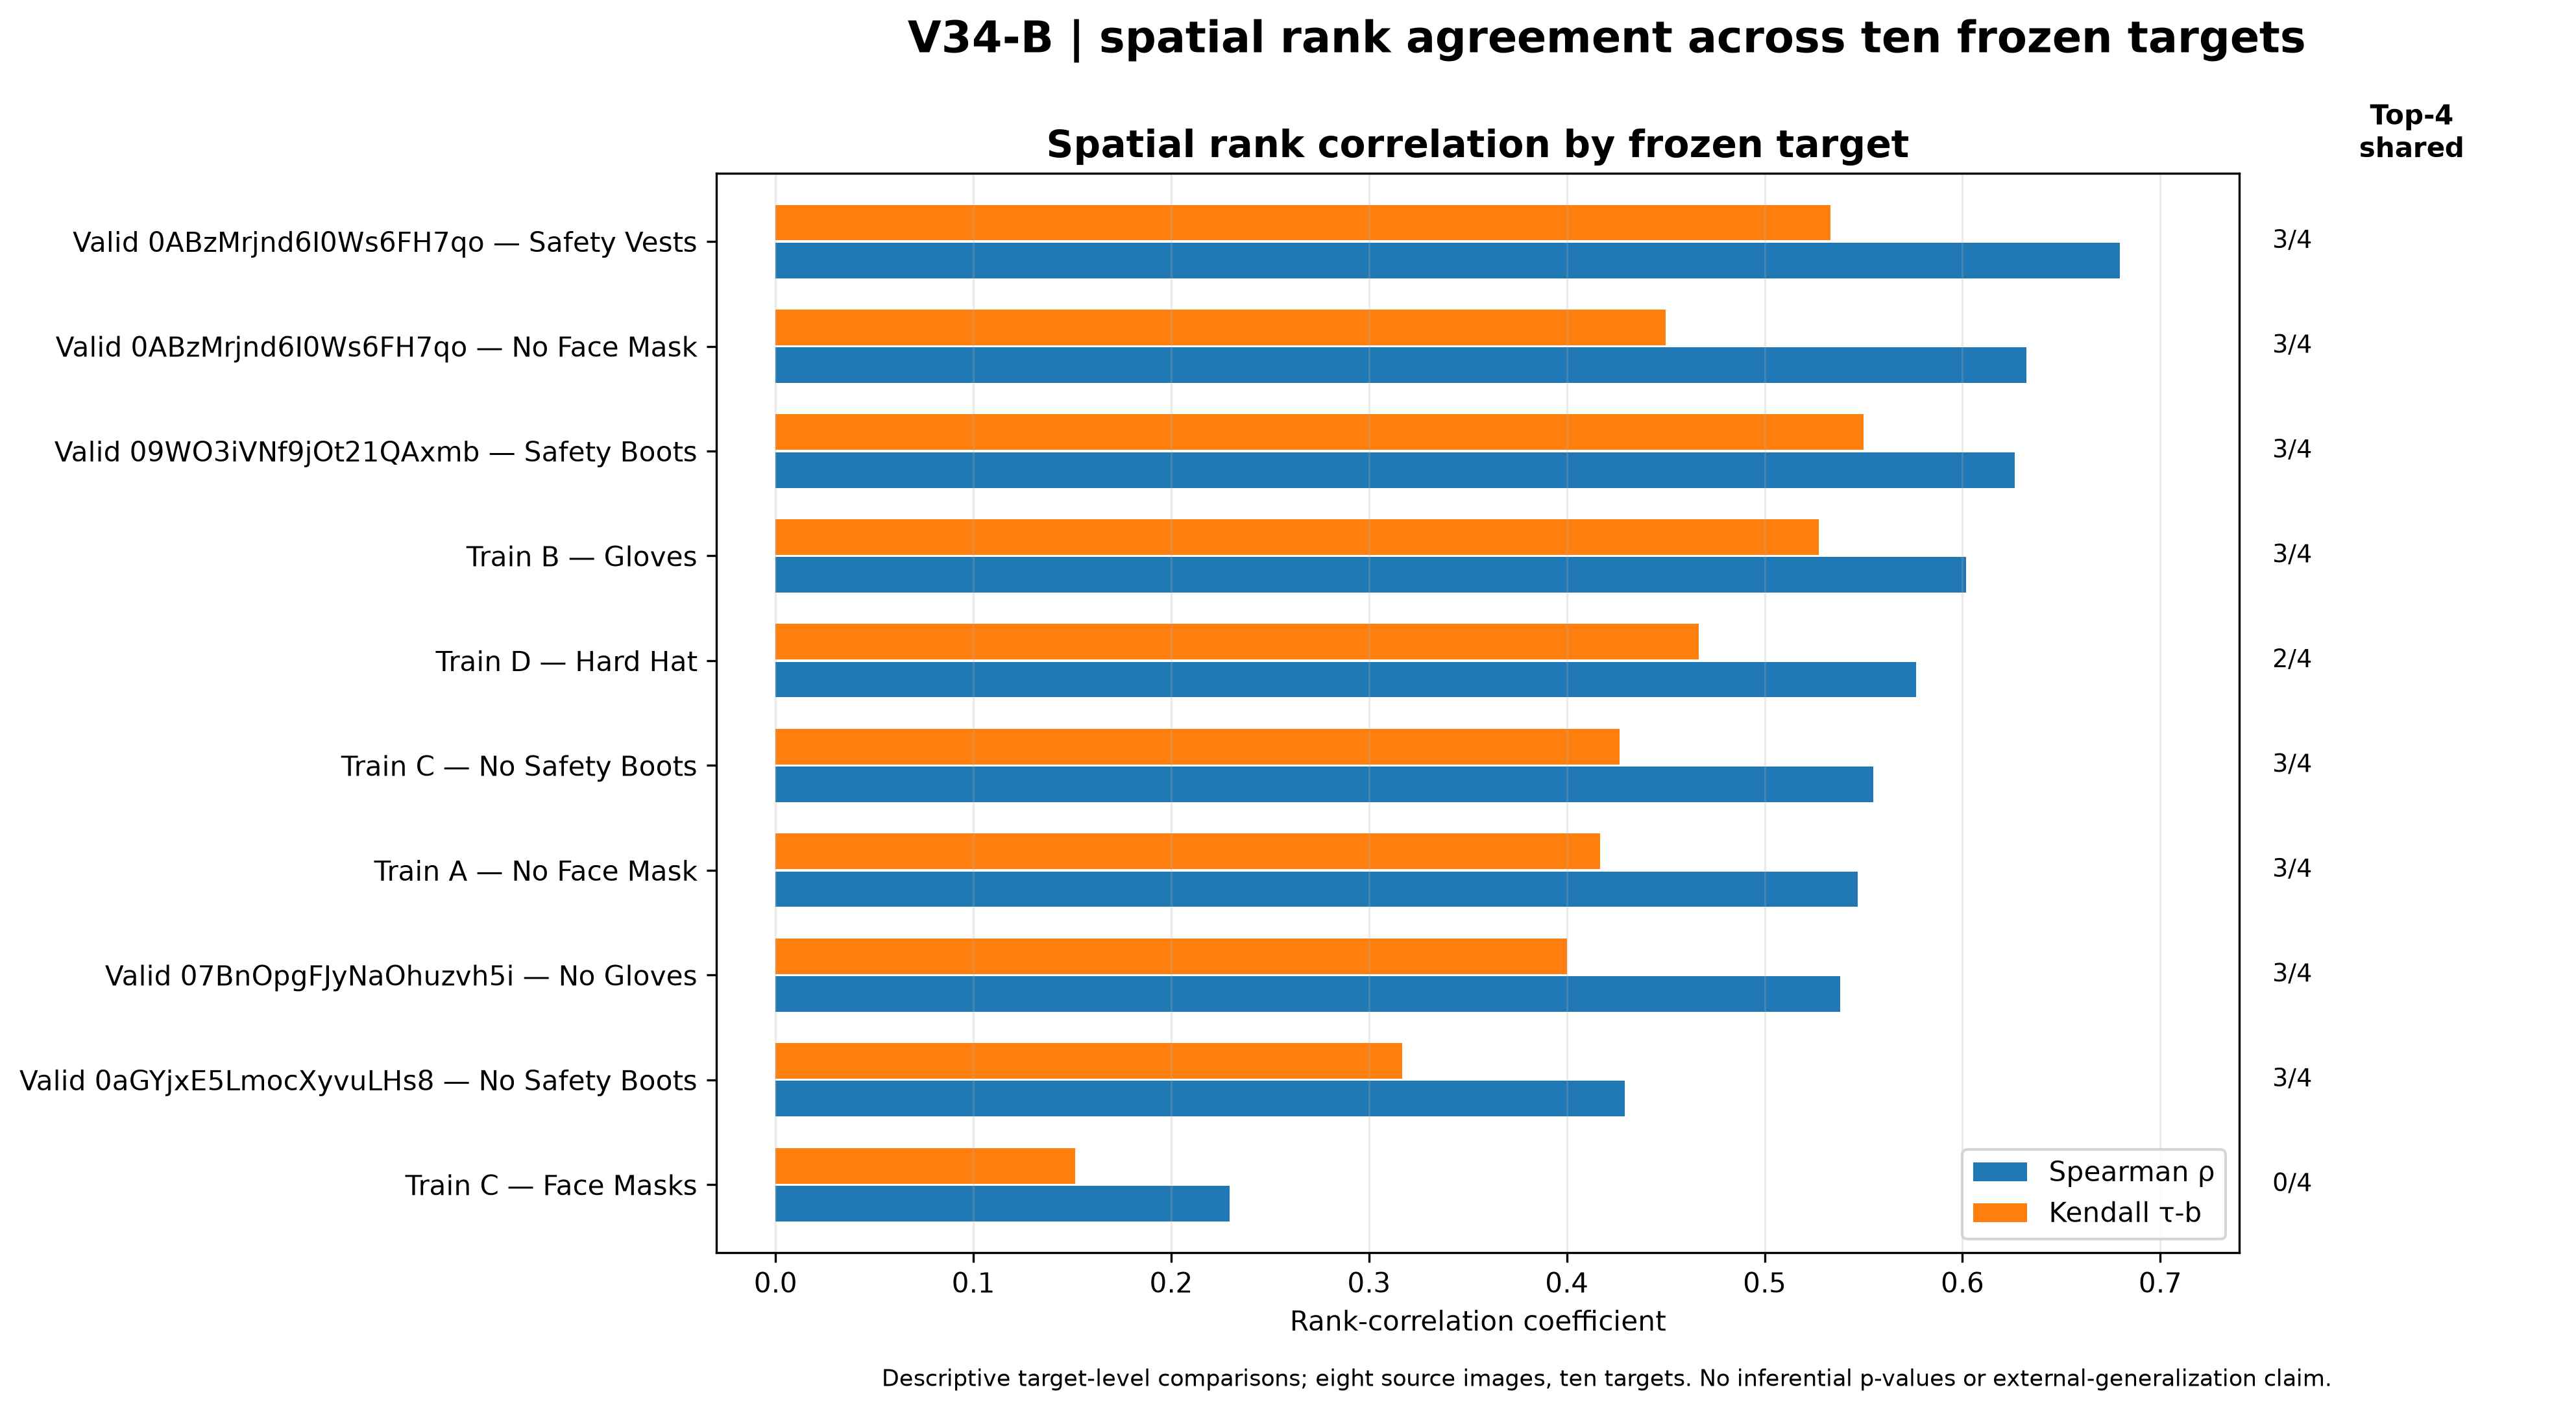 V34-B | spatial rank agreement across ten frozen targets
Top-4
shared
Spatial rank correlation by frozen target
Valid 0ABzMrjnd6I0Ws6FH7qo — Safety Vests
3/4
Valid 0ABzMrjnd6I0Ws6FH7qo — No Face Mask
3/4
Valid 09WO3iVNf9jOt21QAxmb — Safety Boots
3/4
Train B — Gloves
3/4
Train D — Hard Hat
2/4
Train C — No Safety Boots
3/4
Train A — No Face Mask
3/4
Valid 07BnOpgFJyNaOhuzvh5i — No Gloves
3/4
Valid 0aGYjxE5LmocXyvuLHs8 — No Safety Boots
3/4
Train C — Face Masks
0/4
Spearman ρ
Kendall τ-b
0.0 0.1 0.2 0.3 0.4 0.5 0.6 0.7
Rank-correlation coefficient
Descriptive target-level comparisons; eight source images, ten targets. No inferential p-values or external-generalization claim.